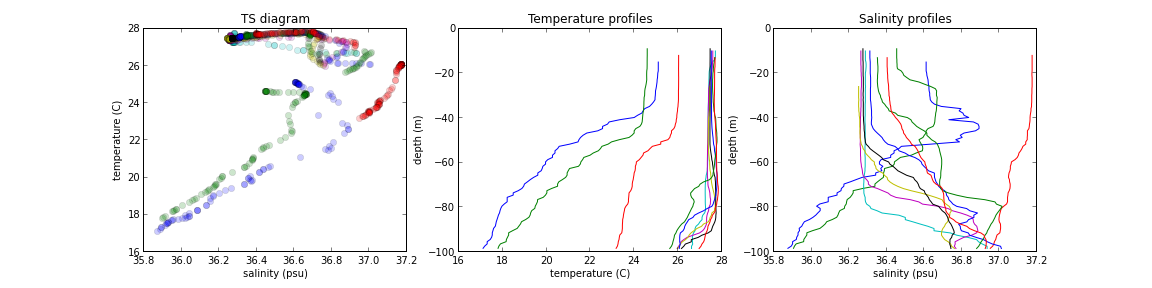 TS diagram
28
26
24
22
20
18
16
35.8 36.0 36.2 36.4 36.6 36.8 37.0 37.2
temperature (C)
salinity (psu)
Temperature profiles
0
−20
−40
−60
−80
−100
16 18 20 22 24 26 28
depth (m)
temperature (C)
Salinity profiles
0
−20
−40
−60
−80
−100
35.8 36.0 36.2 36.4 36.6 36.8 37.0 37.2
depth (m)
salinity (psu)